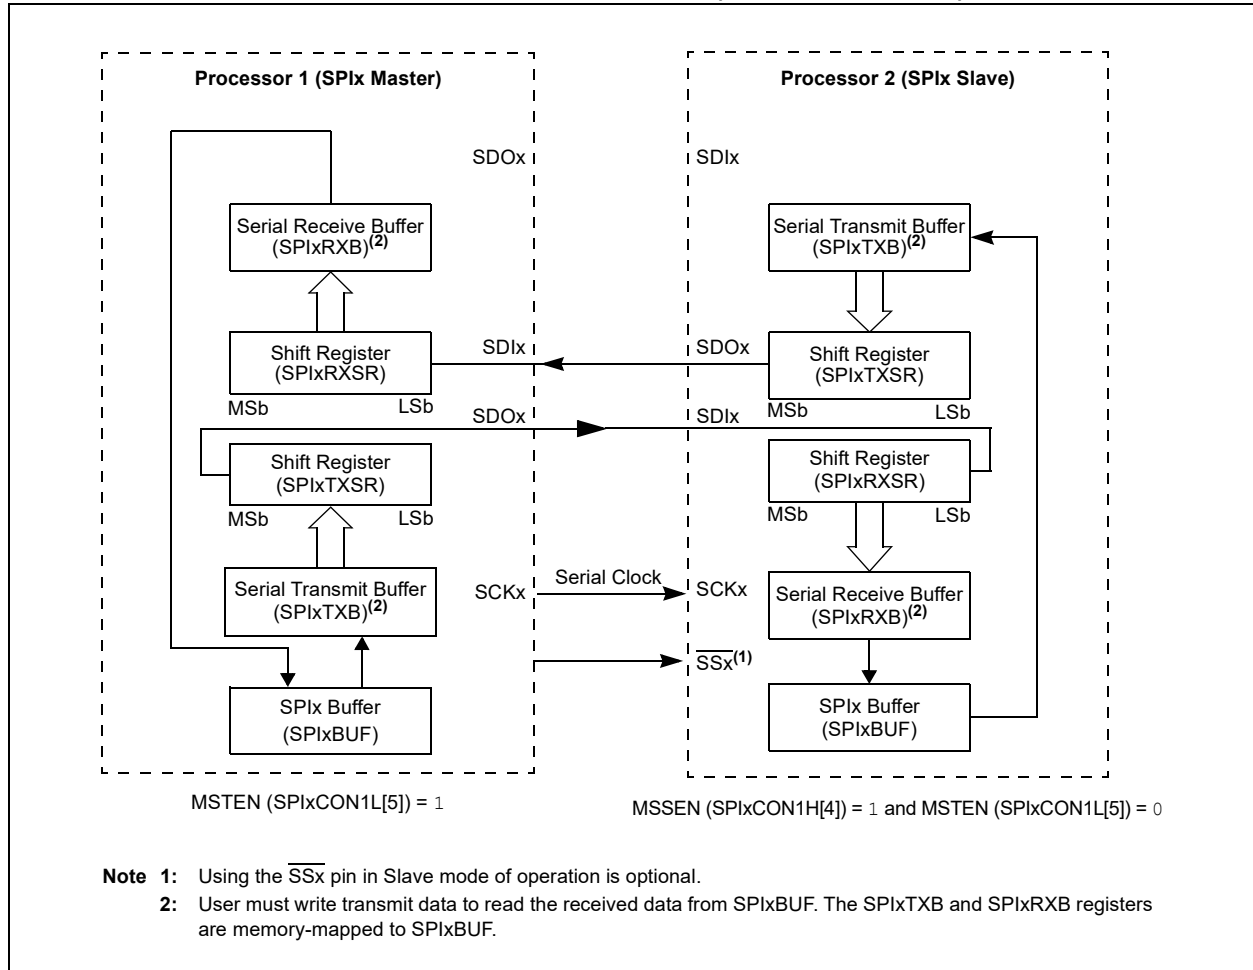 Processor 1 (SPIx Master)
Processor 2 (SPIx Slave)
SDOx
SDIx
Serial Receive Buffer
(SPIxRXB)(2)
Serial Transmit Buffer
(SPIxTXB)(2)
Shift Register
(SPIxRXSR)
MSb
LSb
SDIx
SDOx
Shift Register
(SPIxTXSR)
MSb
LSb
SDOx
SDIx
Shift Register
(SPIxTXSR)
MSb
LSb
Shift Register
(SPIxRXSR)
MSb
LSb
Serial Transmit Buffer
(SPIxTXB)(2)
SCKx
Serial Clock
SCKx
Serial Receive Buffer
(SPIxRXB)(2)
SSx(1)
SPIx Buffer
(SPIxBUF)
SPIx Buffer
(SPIxBUF)
MSTEN (SPIxCON1L[5]) = 1
MSSEN (SPIxCON1H[4]) = 1 and MSTEN (SPIxCON1L[5]) = 0
Note 1: Using the SSx pin in Slave mode of operation is optional.
2: User must write transmit data to read the received data from SPIxBUF. The SPIxTXB and SPIxRXB registers
are memory-mapped to SPIxBUF.